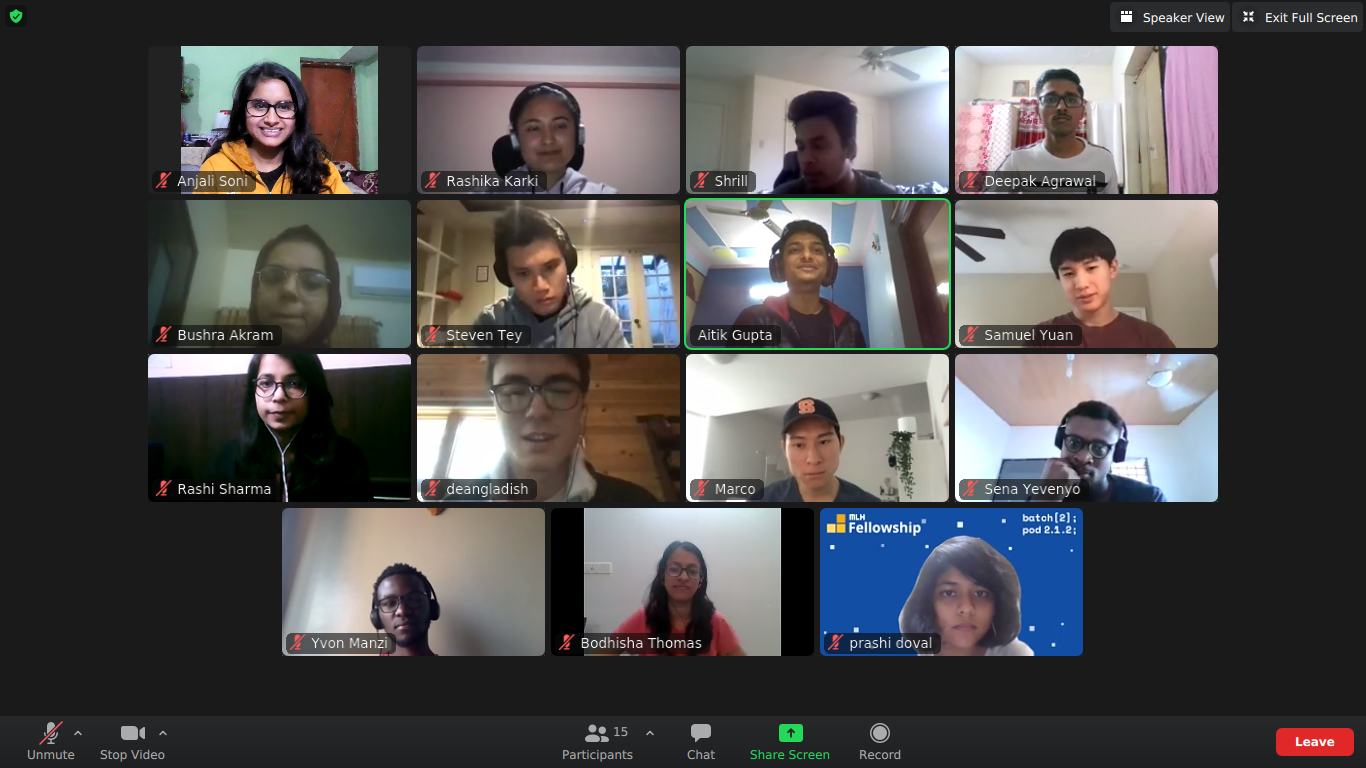 Speaker View
Exit Full Screen
Anjali Soni
Rashika Karki
Shrill
Deepak Agrawal
Bushra Akram
Steven Tey
Aitik Gupta
Samuel Yuan
Rashi Sharma
deangladish
S
Marco
Sena Yevenyo
MLH
Fellowship
batch[2];
pod 2.1.2;
Yvon Manzi
Bodhisha Thomas
prashi doval
Unmute
Stop Video
15
Participants
Chat
Share Screen
Record
Leave